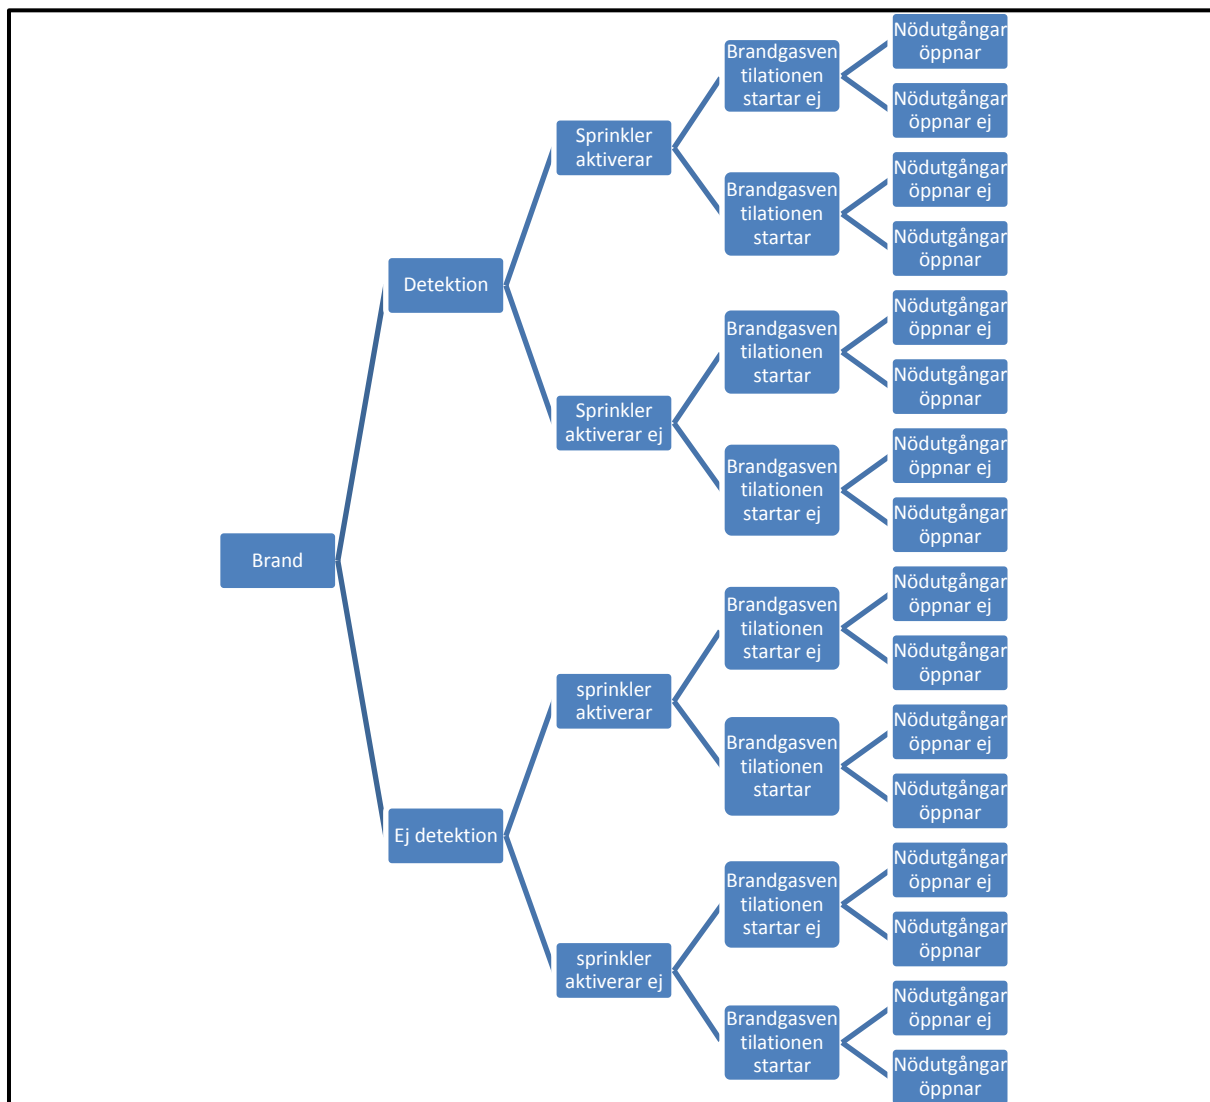 Brand
Detektion
Ej detektion
Sprinkler
aktiverar
Sprinkler
aktiverar ej
sprinkler
aktiverar
sprinkler
aktiverar ej
Brandgasven
tilationen
startar ej
Brandgasven
tilationen
startar
Brandgasven
tilationen
startar
Brandgasven
tilationen
startar ej
Brandgasven
tilationen
startar ej
Brandgasven
tilationen
startar
Brandgasven
tilationen
startar ej
Brandgasven
tilationen
startar
Nödutgångar
öppnar
Nödutgångar
öppnar ej
Nödutgångar
öppnar ej
Nödutgångar
öppnar
Nödutgångar
öppnar ej
Nödutgångar
öppnar
Nödutgångar
öppnar ej
Nödutgångar
öppnar
Nödutgångar
öppnar ej
Nödutgångar
öppnar
Nödutgångar
öppnar ej
Nödutgångar
öppnar
Nödutgångar
öppnar ej
Nödutgångar
öppnar
Nödutgångar
öppnar ej
Nödutgångar
öppnar